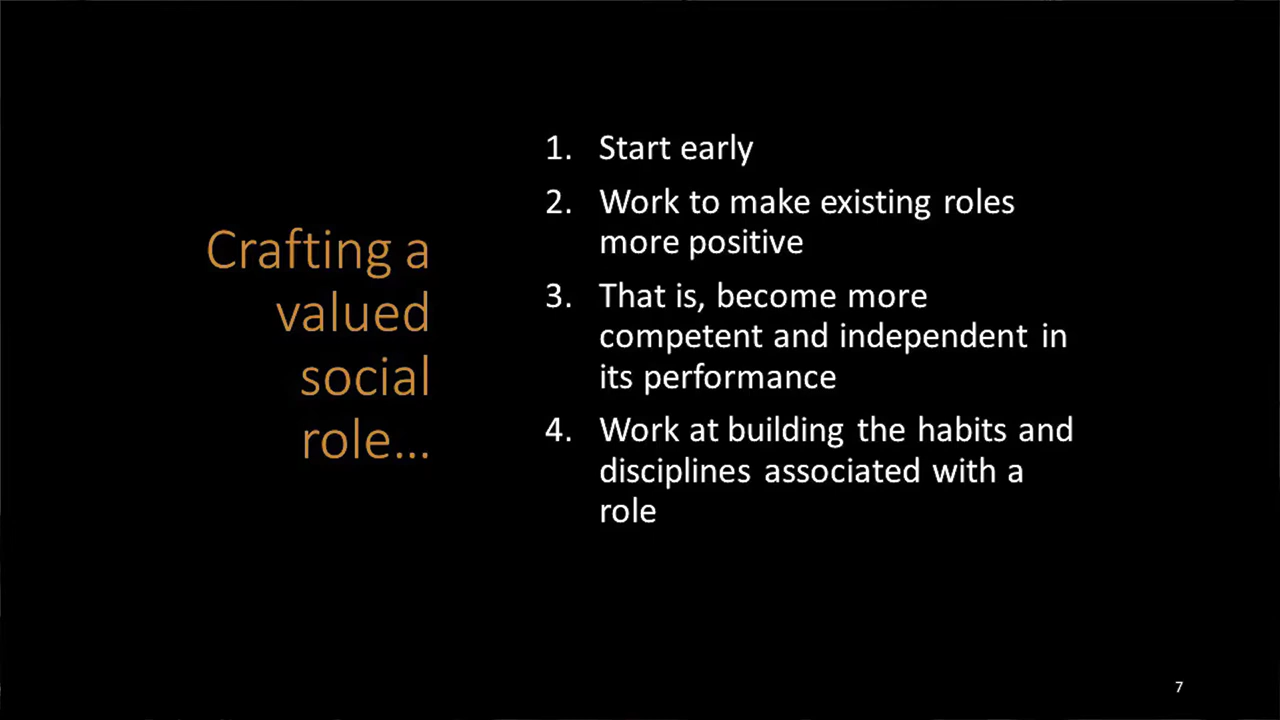 Crafting a
valued
social
role...
1. Start early
2. Work to make existing roles
more positive
3. That is, become more
competent and independent in
its performance
4. Work at building the habits and
disciplines associated with a
role
7